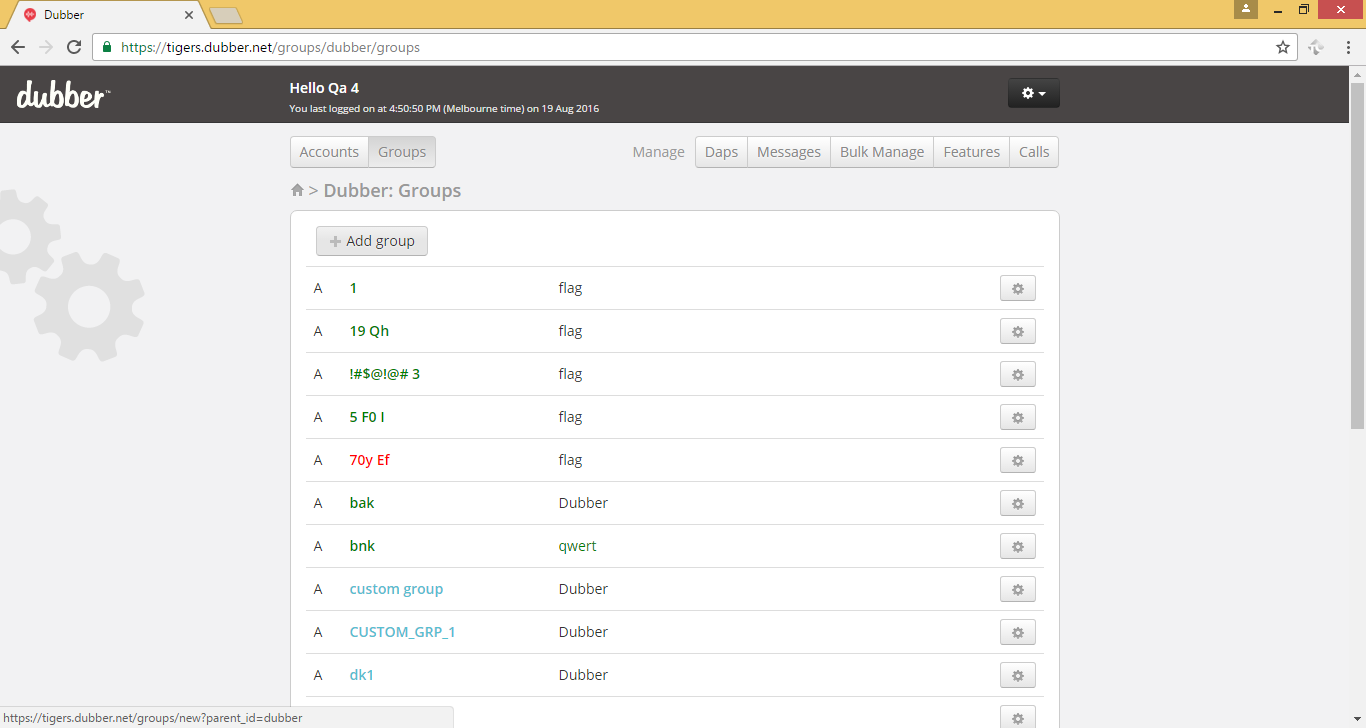 Dubber
https://tigers.dubber.net/groups/dubber/groups
dubber™
Hello Qa 4
You last logged on at 4:50:50 PM (Melbourne time) on 19 Aug 2016
Accounts Groups Manage Daps Messages Bulk Manage Features Calls
> Dubber: Groups
+ Add group
A 1 flag
A 19 Qh flag
A !#$@!@# 3 flag
A 5 F0 I flag
A 70y Ef flag
A bak Dubber
A bnk qwert
A custom group Dubber
A CUSTOM_GRP_1 Dubber
A dk1 Dubber
https://tigers.dubber.net/groups/new?parent_id=dubber